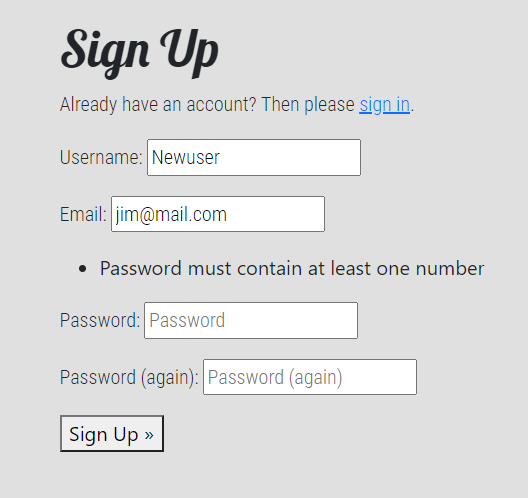 Sign Up
Already have an account? Then please sign in.
Username: Newuser
Email: jim@mail.com
• Password must contain at least one number
Password: Password
Password (again): Password (again)
Sign Up »